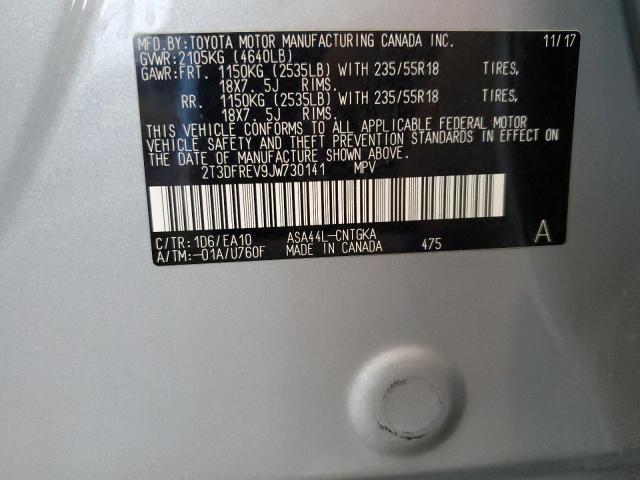 MFD.BY:TOYOTA MOTOR MANUFACTURING CANADA INC. 11/17
GVWR:2105KG (4640LB)
GAWR:FRT. 1150KG (2535LB) WITH 235/55R18 TIRES,
18X7.5J RIMS.
RR. 1150KG (2535LB) WITH 235/55R18 TIRES,
18X7.5J RIMS.
THIS VEHICLE CONFORMS TO ALL APPLICABLE FEDERAL MOTOR
VEHICLE SAFETY AND THEFT PREVENTION STANDARDS IN EFFECT ON
THE DATE OF MANUFACTURE SHOWN ABOVE.
2T3DFREV9JW730141 MPV
C/TR:1D6/EA10 ASA44L-CNTGKA A
A/TM:-01A/U760F MADE IN CANADA 475